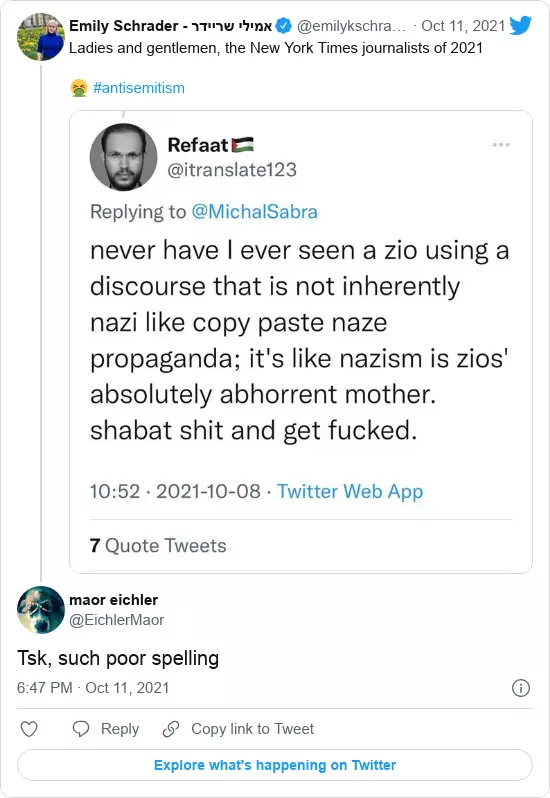 Emily Schrader - אמילי שריידר @emilykschra... · Oct 11, 2021
Ladies and gentlemen, the New York Times journalists of 2021
🤮 #antisemitism
Refaat🇵🇸
@itranslate123
Replying to @MichalSabra
never have I ever seen a zio using a
discourse that is not inherently
nazi like copy paste naze
propaganda; it's like nazism is zios'
absolutely abhorrent mother.
shabat shit and get fucked.
10:52 · 2021-10-08 · Twitter Web App
7 Quote Tweets
maor eichler
@EichlerMaor
Tsk, such poor spelling
6:47 PM · Oct 11, 2021
Reply
Copy link to Tweet
Explore what's happening on Twitter